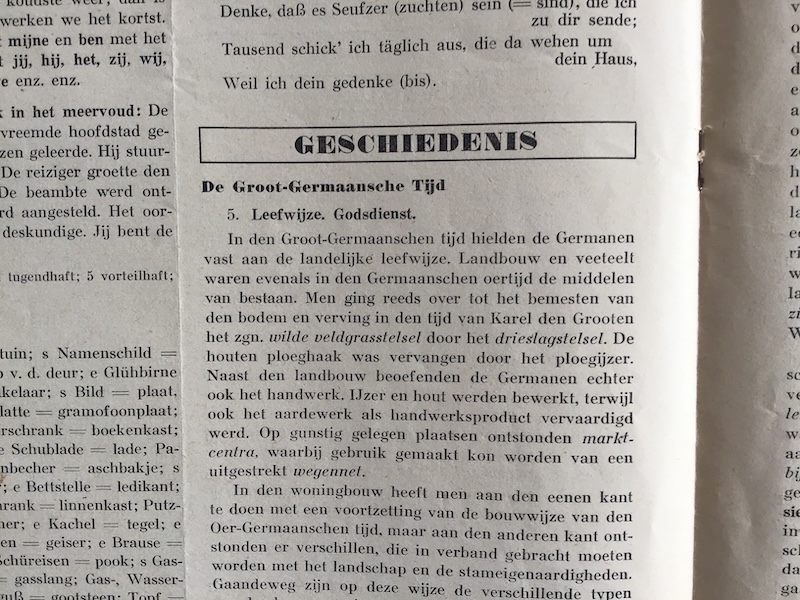 werken we het kortst.
mijne en ben met het
jij, hij, het, zij, wij,
enz. enz.
in het meervoud: De
vreemde hoofdstad ge-
zen geleerde. Hij stuur-
De reiziger groette den
De beambte werd ont-
rd aangesteld. Het oor-
deskundige. Jij bent de
tugendhaft; 5 vorteilhaft;
tuin; s Namenschild =
v. d. deur; e Glühbirne
kelaar; s Bild = plaat,
latte = gramofoonplaat;
rschrank = boekenkast;
e Schublade = lade; Pa-
nbecher = aschbakje; s
; e Bettstelle = ledikant;
hrank = linnenkast; Putz-
ner; e Kachel = tegel; e
en = geiser; e Brause =
Schüreisen = pook; s Gas-
= gasslang; Gas-, Wasser-
guß = gootsteen; Topf =
Denke, daß es Seufzer (zuchten) sein (= sind), die ich
zu dir sende;
Tausend schick' ich täglich aus, die da wehen um
dein Haus,
Weil ich dein gedenke (bis).
GESCHIEDENIS
De Groot-Germaansche Tijd
5. Leefwijze. Godsdienst.
In den Groot-Germaanschen tijd hielden de Germanen
vast aan de landelijke leefwijze. Landbouw en veeteelt
waren evenals in den Germaanschen oertijd de middelen
van bestaan. Men ging reeds over tot het bemesten van
den bodem en verving in den tijd van Karel den Grooten
het zgn. wilde veldgrasstelsel door het drieslagstelsel. De
houten ploeghaak was vervangen door het ploegijzer.
Naast den landbouw beoefenden de Germanen echter
ook het handwerk. IJzer en hout werden bewerkt, terwijl
ook het aardewerk als handwerksproduct vervaardigd
werd. Op gunstig gelegen plaatsen ontstonden markt-
centra, waarbij gebruik gemaakt kon worden van een
uitgestrekt wegennet.
In den woningbouw heeft men aan den eenen kant
te doen met een voortzetting van de bouwwijze van den
Oer-Germaanschen tijd, maar aan den anderen kant ont-
stonden er verschillen, die in verband gebracht moeten
worden met het landschap en de stameigenaardigheden.
Gaandeweg zijn op deze wijze de verschillende typen